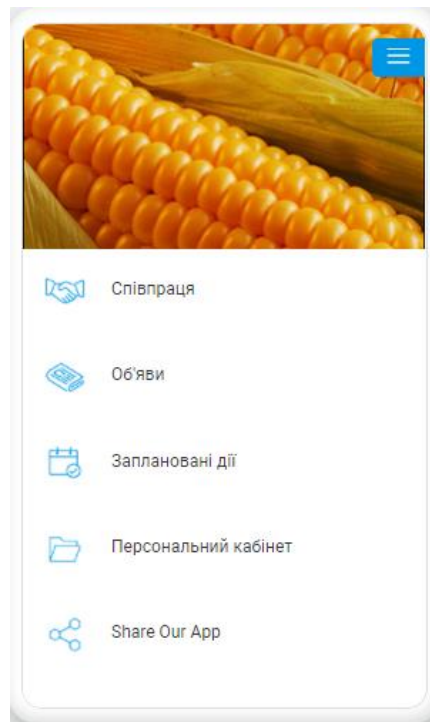 Співпраця
Об'яви
Заплановані дії
Персональний кабінет
Share Our App